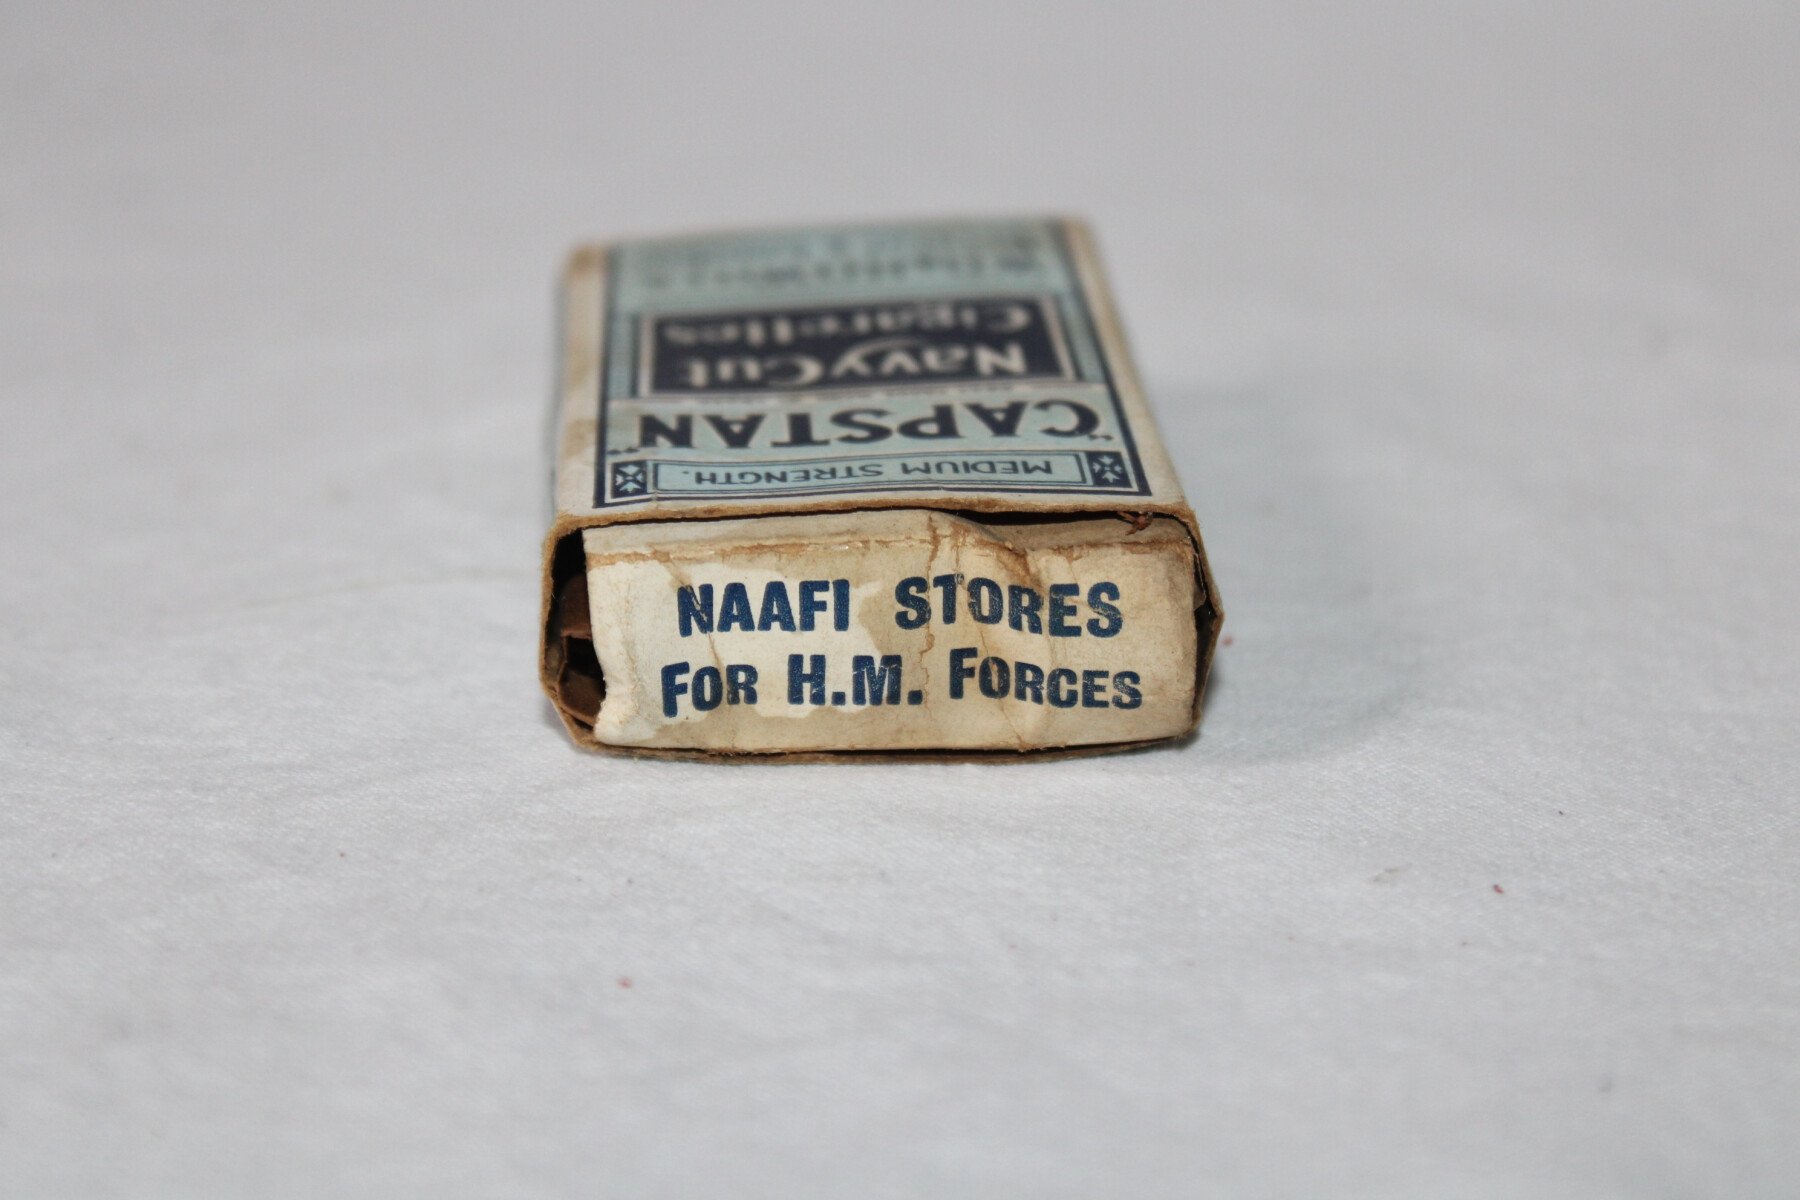 NAAFI STORES
FOR H.M. FORCES
MEDIUM STRENGTH.
"CAPSTAN"
Navy Cut
Cigarettes